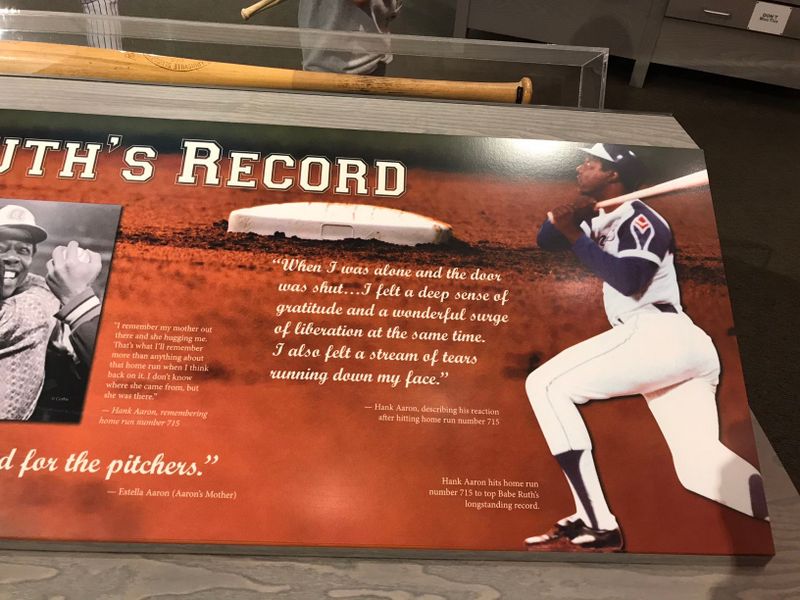 DON'T
UTH'S RECORD
"When I was alone and the door
was shut...I felt a deep sense of
gratitude and a wonderful surge
of liberation at the same time.
I also felt a stream of tears
running down my face."
— Hank Aaron, describing his reaction
after hitting home run number 715
"I remember my mother out
there and she hugging me.
That's what I'll remember
more than anything about
that home run when I think
back on it. I don't know
where she came from, but
she was there."
— Hank Aaron, remembering
home run number 715
d for the pitchers."
— Estella Aaron (Aaron's Mother)
Hank Aaron hits home run
number 715 to top Babe Ruth's
longstanding record.